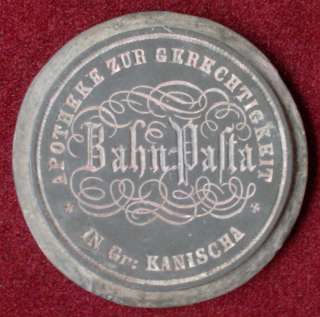 APOTHEKE ZUR GERECHTIGKEIT
Bahn-Pasta
* IN Gr: KANISCHA *